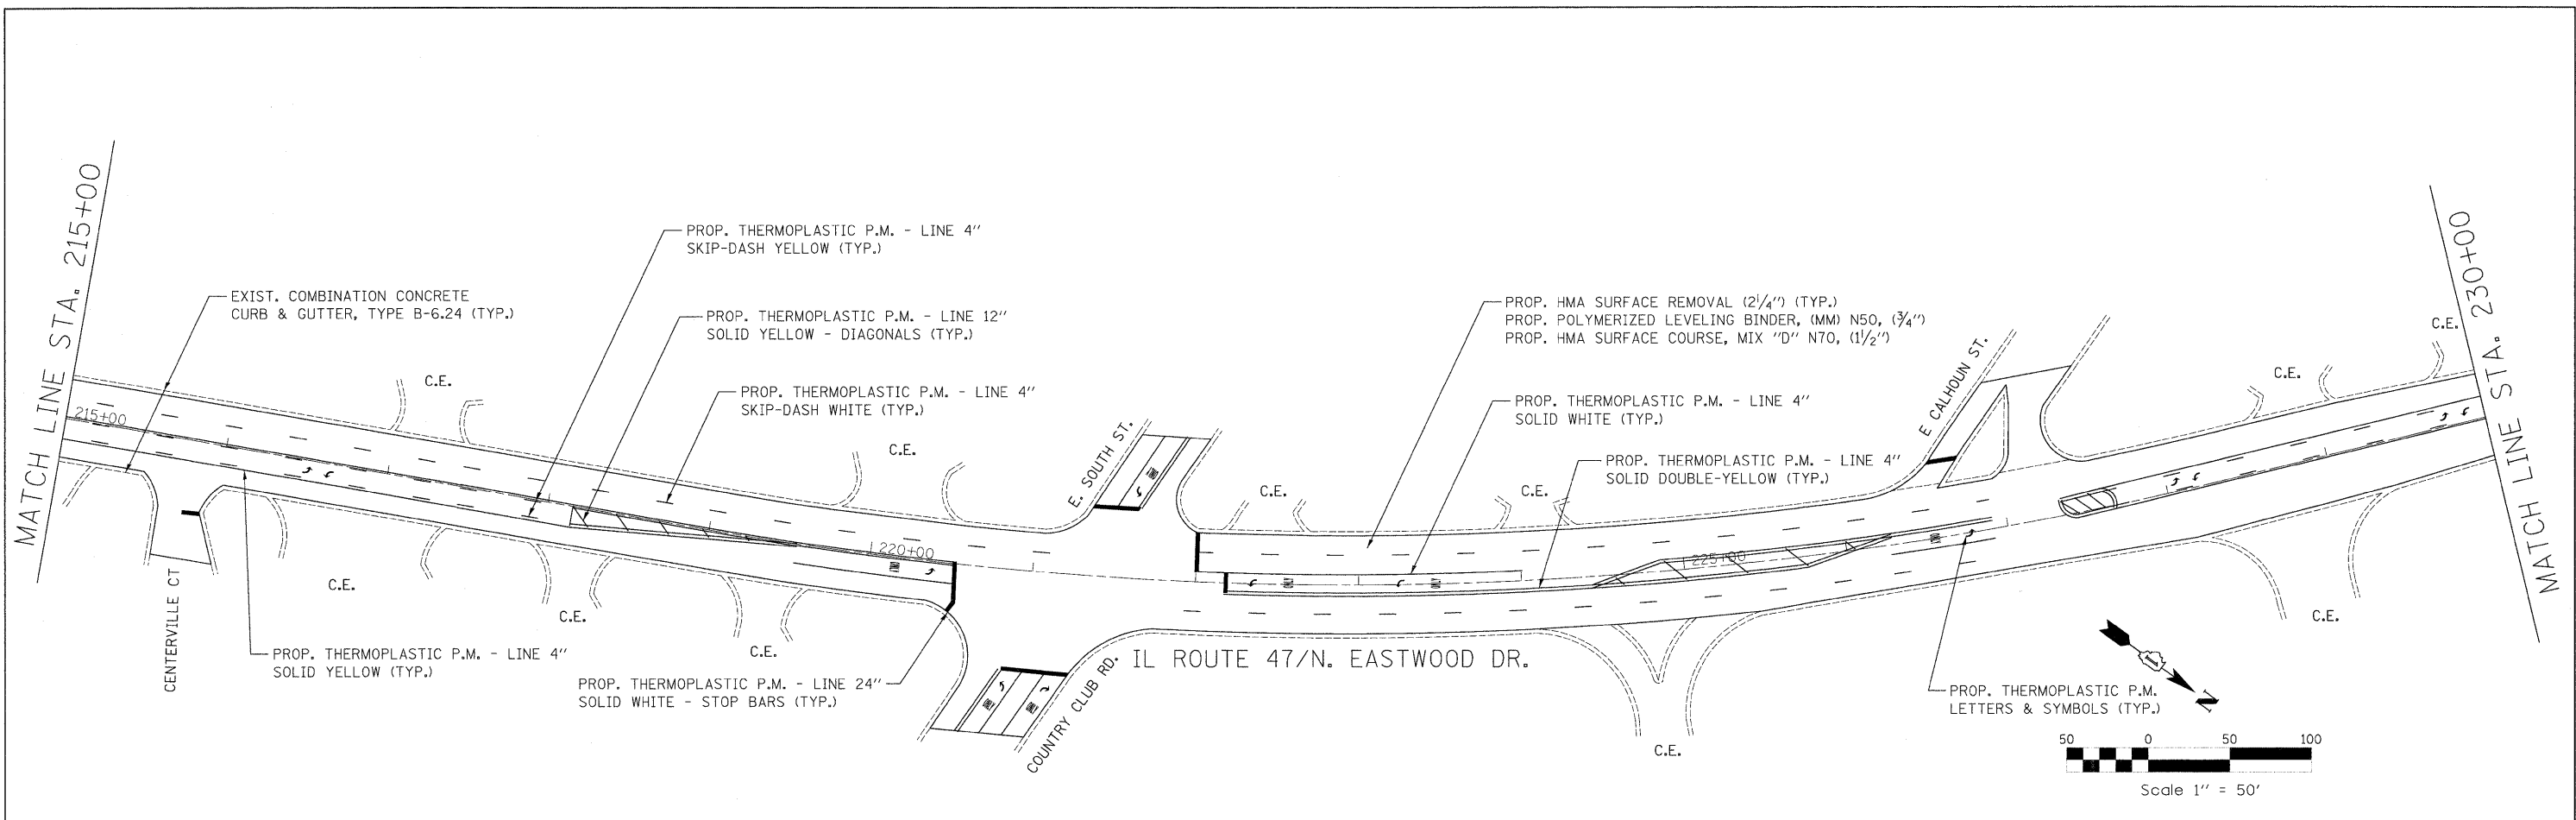 MATCH LINE STA. 215+00
PROP. THERMOPLASTIC P.M. - LINE 4"
SKIP-DASH YELLOW (TYP.)
EXIST. COMBINATION CONCRETE
CURB & GUTTER, TYPE B-6.24 (TYP.)
PROP. THERMOPLASTIC P.M. - LINE 12"
SOLID YELLOW - DIAGONALS (TYP.)
PROP. THERMOPLASTIC P.M. - LINE 4"
SKIP-DASH WHITE (TYP.)
PROP. HMA SURFACE REMOVAL (2 1/4") (TYP.)
PROP. POLYMERIZED LEVELING BINDER, (MM) N50, (3/4")
PROP. HMA SURFACE COURSE, MIX "D" N70, (1 1/2")
PROP. THERMOPLASTIC P.M. - LINE 4"
SOLID WHITE (TYP.)
PROP. THERMOPLASTIC P.M. - LINE 4"
SOLID DOUBLE-YELLOW (TYP.)
MATCH LINE STA. 230+00
C.E.
C.E.
C.E.
C.E.
C.E.
C.E.
215+00
220+00
225+00
E. SOUTH ST.
E CALHOUN ST.
C.E.
C.E.
C.E.
C.E.
C.E.
CENTERVILLE CT
PROP. THERMOPLASTIC P.M. - LINE 4"
SOLID YELLOW (TYP.)
PROP. THERMOPLASTIC P.M. - LINE 24"
SOLID WHITE - STOP BARS (TYP.)
COUNTRY CLUB RD.
IL ROUTE 47/N. EASTWOOD DR.
PROP. THERMOPLASTIC P.M.
LETTERS & SYMBOLS (TYP.)
N
50 0 50 100
Scale 1" = 50'